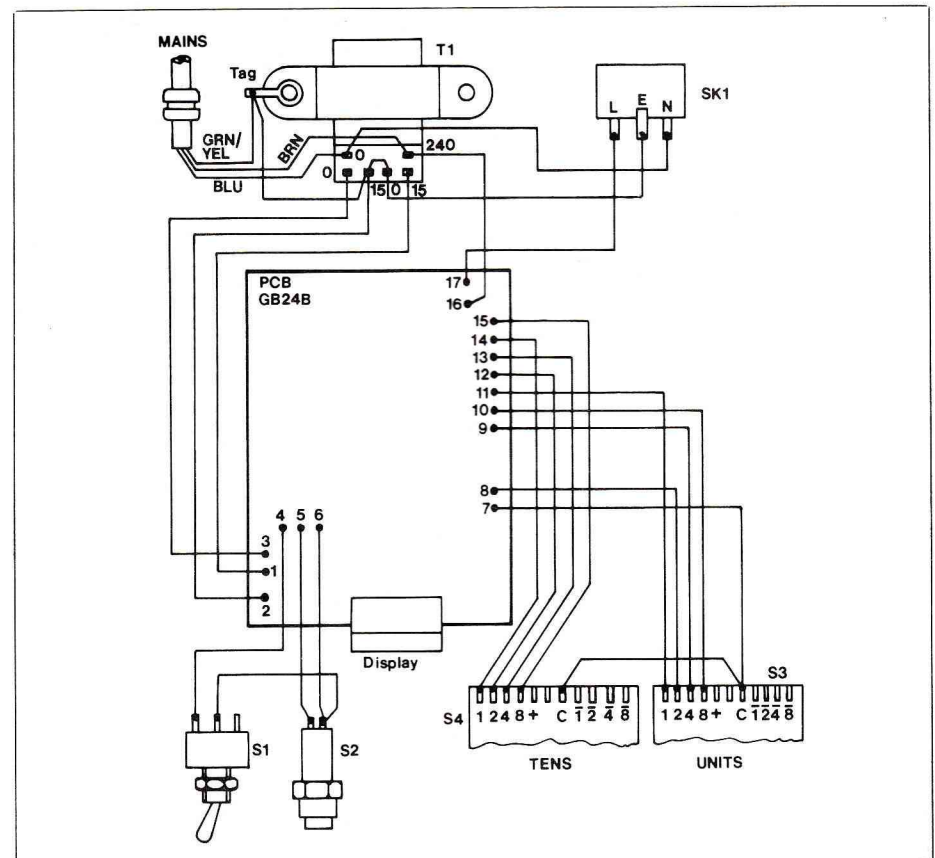 MAINS
T1
Tag
SK1
L E N
GRN/
YEL
BRN
BLU
0
240
0 15 0 15
PCB
GB24B
17
16
15
14
13
12
11
10
9
8
7
4 5 6
3
1
2
Display
S3
S4
1 2 4 8 + C 1̅ 2̅ 4̅ 8̅
1 2 4 8 + C 1̅ 2̅ 4̅ 8̅
S1
S2
TENS
UNITS